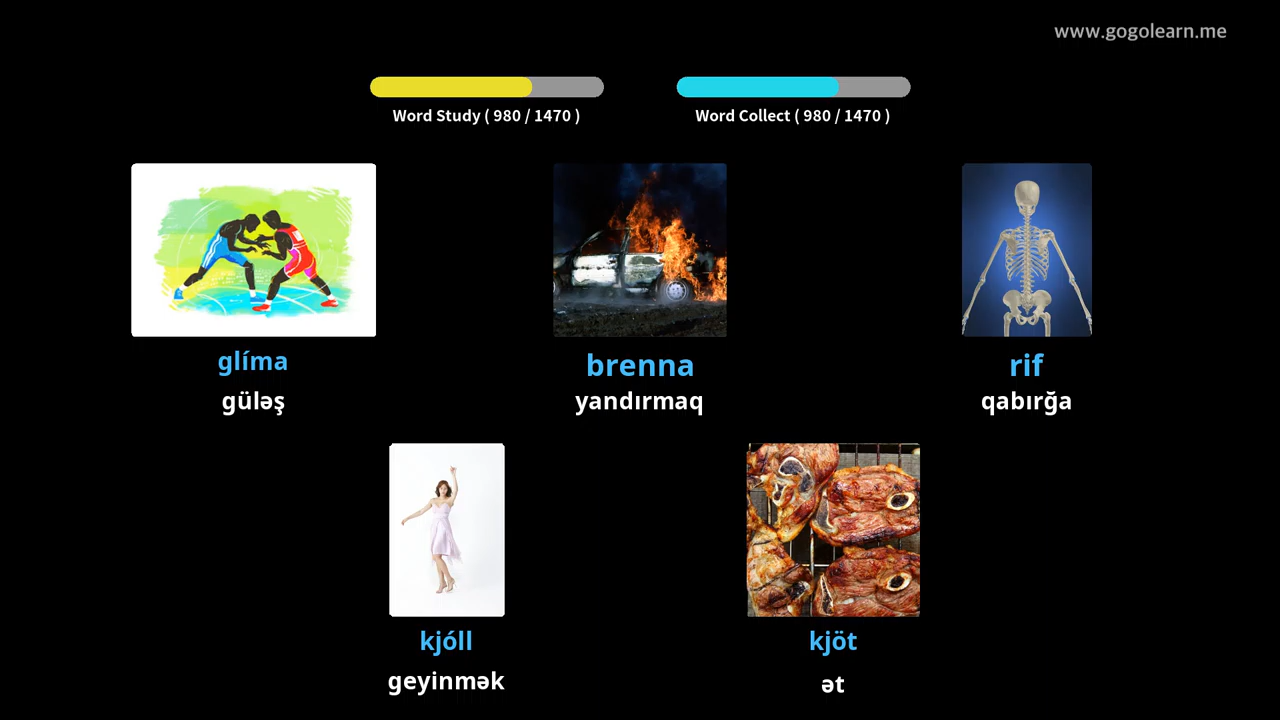 www.gogolearn.me
Word Study ( 980 / 1470 )
Word Collect ( 980 / 1470 )
glíma
güləş
brenna
yandırmaq
rif
qabırğa
kjóll
geyinmək
kjöt
ət